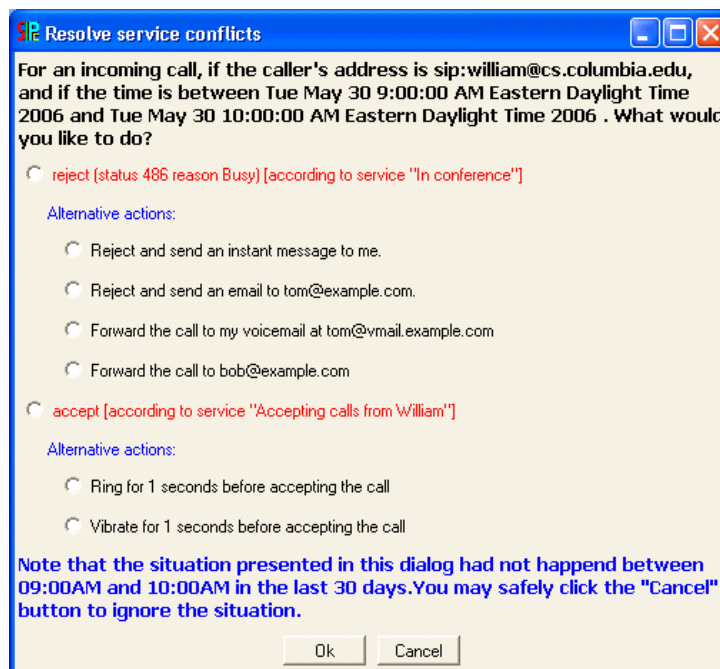 SIPc Resolve service conflicts
For an incoming call, if the caller's address is sip:william@cs.columbia.edu,
and if the time is between Tue May 30 9:00:00 AM Eastern Daylight Time
2006 and Tue May 30 10:00:00 AM Eastern Daylight Time 2006 . What would
you like to do?
reject (status 486 reason Busy) [according to service "In conference"]
Alternative actions:
Reject and send an instant message to me.
Reject and send an email to tom@example.com.
Forward the call to my voicemail at tom@vmail.example.com
Forward the call to bob@example.com
accept [according to service "Accepting calls from William"]
Alternative actions:
Ring for 1 seconds before accepting the call
Vibrate for 1 seconds before accepting the call
Note that the situation presented in this dialog had not happend between
09:00AM and 10:00AM in the last 30 days.You may safely click the "Cancel"
button to ignore the situation.
Ok Cancel